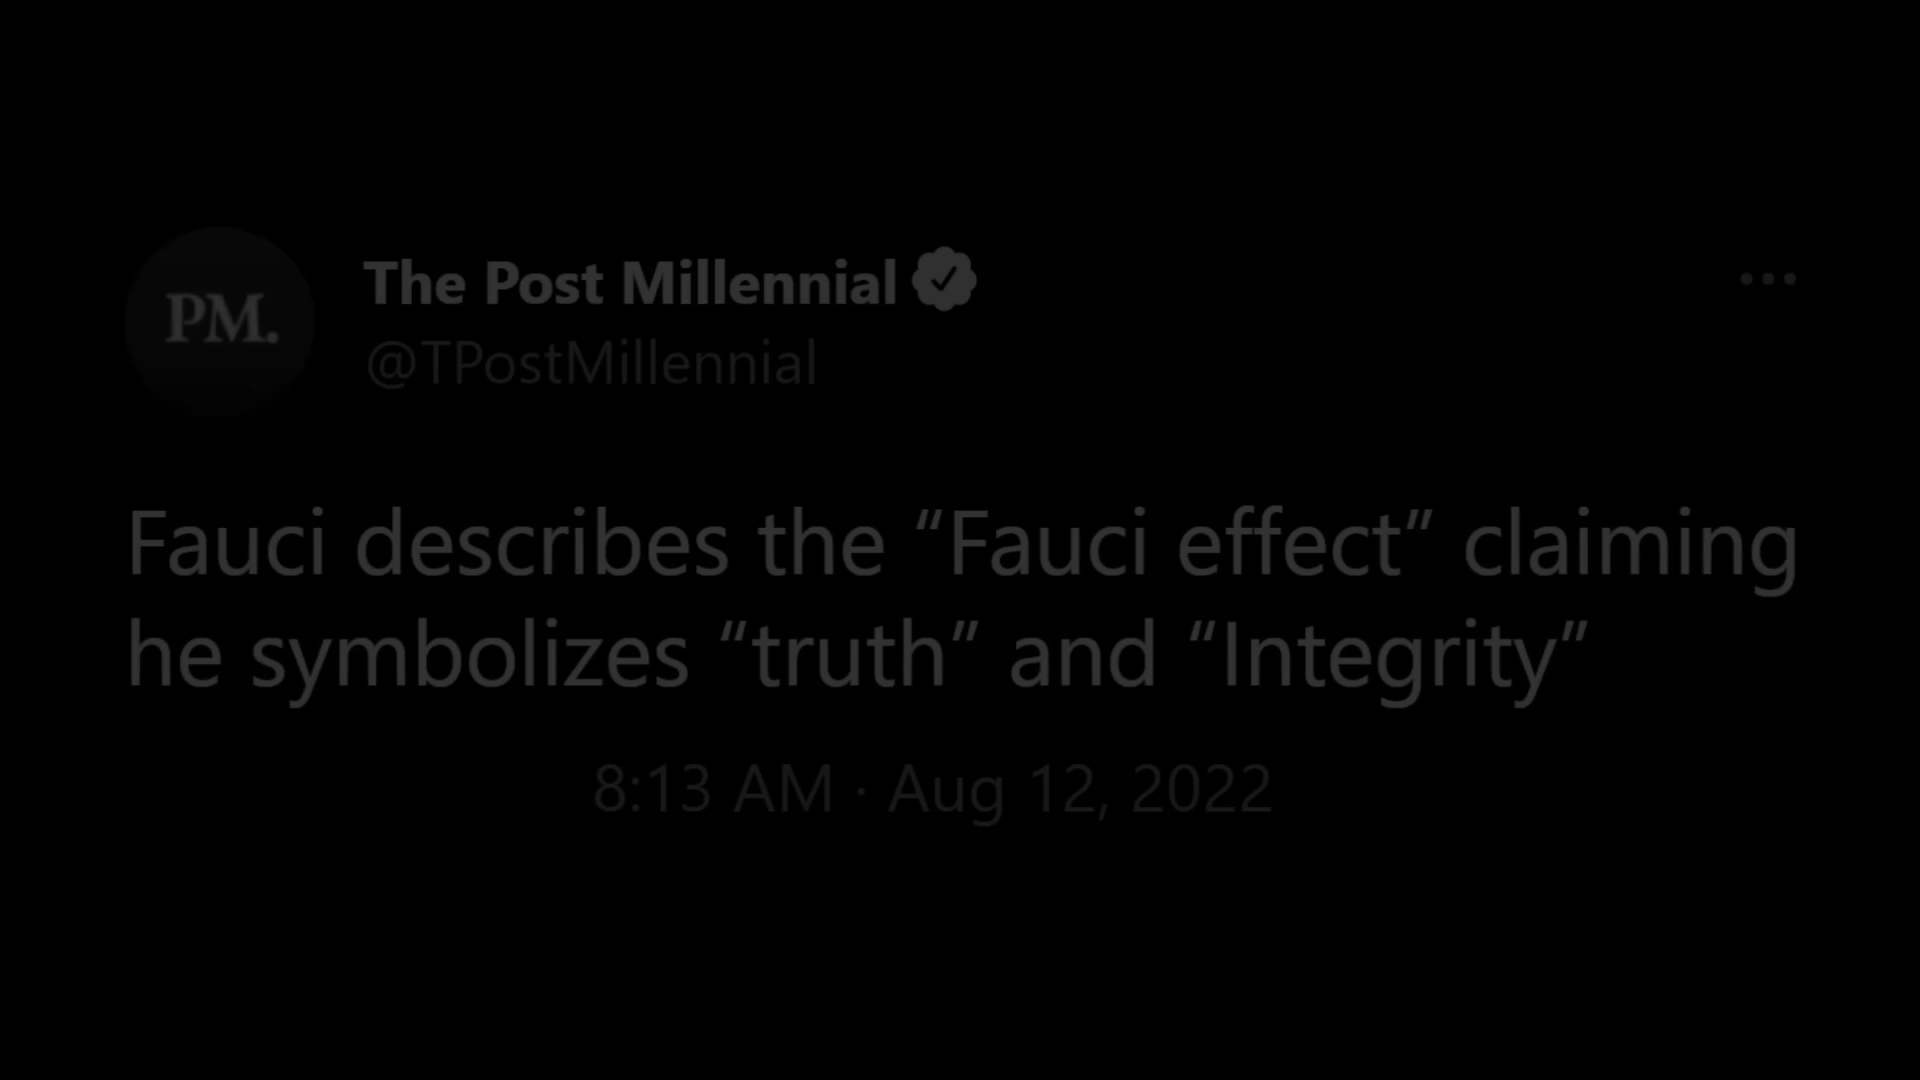 PM.
The Post Millennial
@TPostMillennial
Fauci describes the “Fauci effect” claiming
he symbolizes “truth” and “Integrity”
8:13 AM · Aug 12, 2022